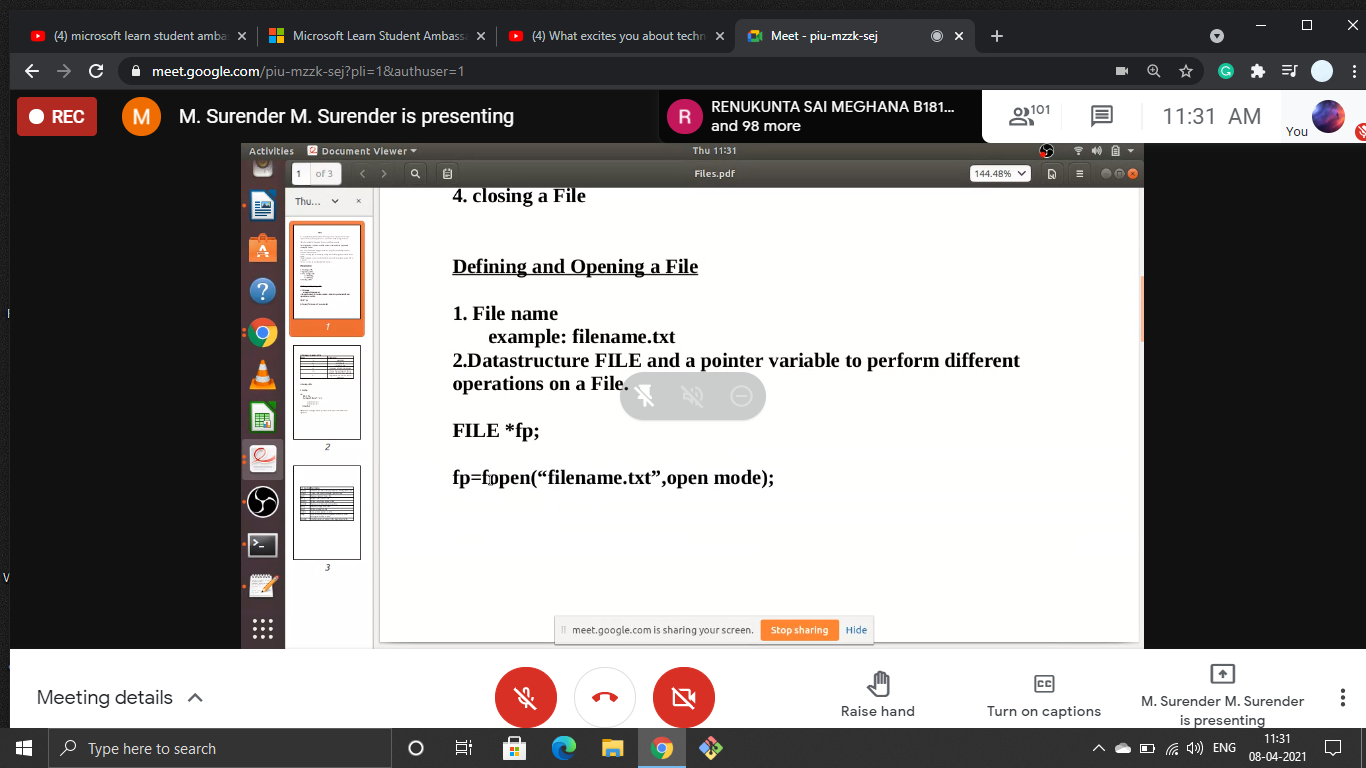 (4) microsoft learn student amba
Microsoft Learn Student Ambass
(4) What excites you about techn
Meet - piu-mzzk-sej
meet.google.com/piu-mzzk-sej?pli=1&authuser=1
REC
M
M. Surender M. Surender is presenting
R
RENUKUNTA SAI MEGHANA B181...
and 98 more
101
11:31 AM
You
Activities
Document Viewer
Thu 11:31
1
of 3
Files.pdf
144.48%
Thu...
1
2
3
4. closing a File
Defining and Opening a File
1. File name
example: filename.txt
2.Datastructure FILE and a pointer variable to perform different
operations on a File.
FILE *fp;
fp=fopen(“filename.txt”,open mode);
meet.google.com is sharing your screen.
Stop sharing
Hide
Meeting details
Raise hand
Turn on captions
M. Surender M. Surender
is presenting
Type here to search
ENG
11:31
08-04-2021